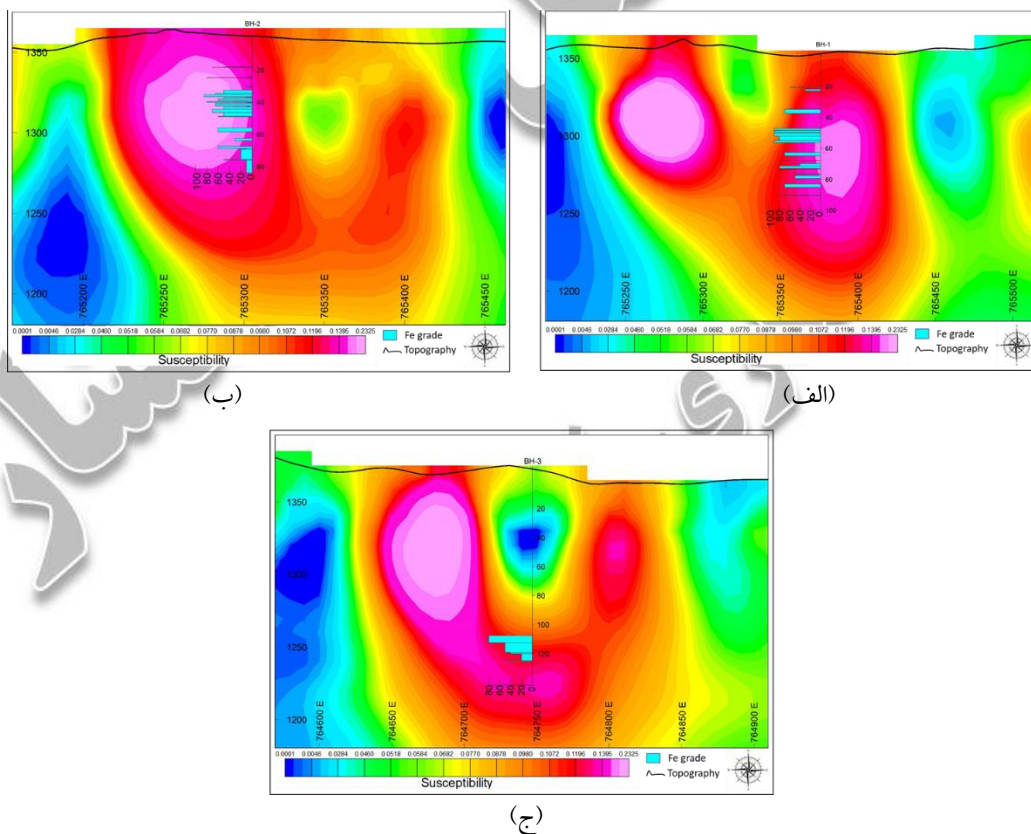 BH-2
1350
1300
1250
1200
20
40
60
80
100 80 60 40 20 0
765200 E
765250 E
765300 E
765350 E
765400 E
765450 E
0.0001 0.0046 0.0284 0.0460 0.0518 0.0584 0.0682 0.0770 0.0878 0.0980 0.1072 0.1196 0.1395 0.2325
Susceptibility
Fe grade
Topography
(ب)
BH-1
1350
1300
1250
1200
20
40
60
80
100
100 80 60 40 20 0
765250 E
765300 E
765350 E
765400 E
765450 E
765500 E
0.0001 0.0046 0.0284 0.0460 0.0518 0.0584 0.0682 0.0770 0.0878 0.0980 0.1072 0.1196 0.1395 0.2325
Susceptibility
Fe grade
Topography
(الف)
BH-3
1350
1300
1250
1200
20
40
60
80
100
120
80 60 40 20 0
764600 E
764650 E
764700 E
764750 E
764800 E
764850 E
764900 E
0.0001 0.0046 0.0284 0.0460 0.0518 0.0584 0.0682 0.0770 0.0878 0.0980 0.1072 0.1196 0.1395 0.2325
Susceptibility
Fe grade
Topography
(ج)